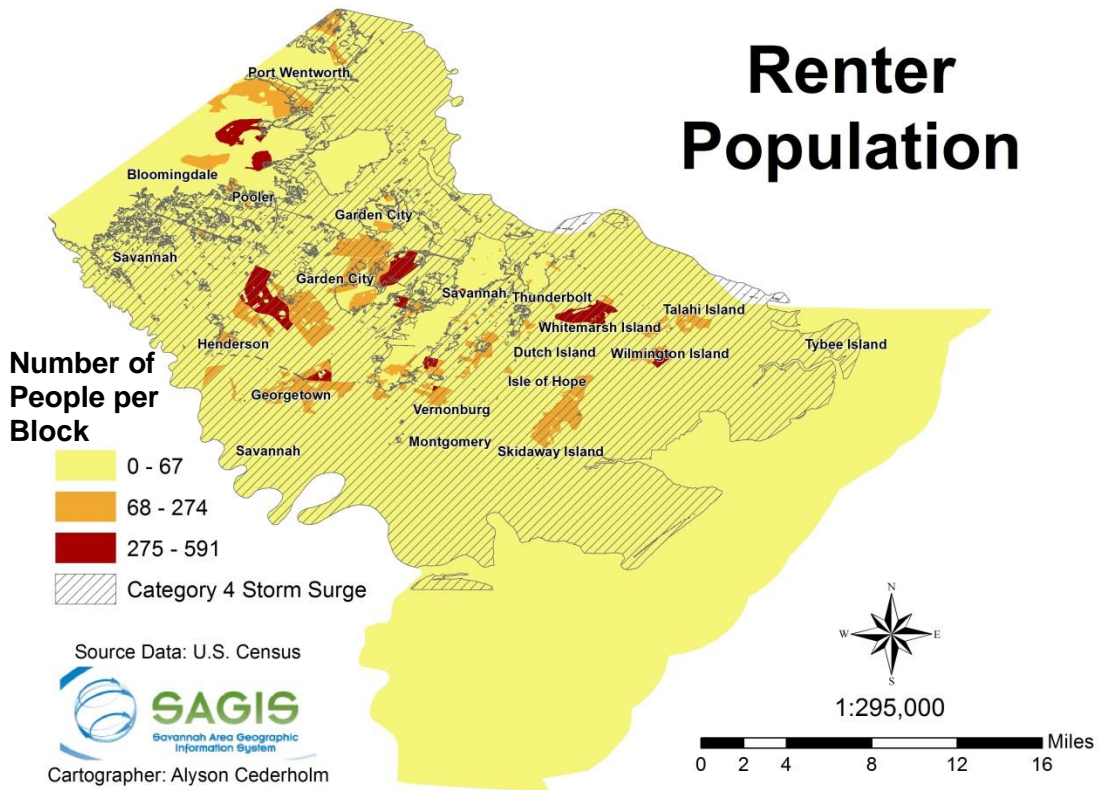 Renter
Population
Port Wentworth
Bloomingdale
Pooler
Garden City
Savannah
Garden City
Savannah
Thunderbolt
Talahi Island
Whitemarsh Island
Henderson
Dutch Island
Wilmington Island
Tybee Island
Isle of Hope
Georgetown
Vernonburg
Montgomery
Savannah
Skidaway Island
Number of
People per
Block
0 - 67
68 - 274
275 - 591
Category 4 Storm Surge
Source Data: U.S. Census
SAGIS
Savannah Area Geographic
Information System
Cartographer: Alyson Cederholm
N
W E
S
1:295,000
Miles
0 2 4 8 12 16